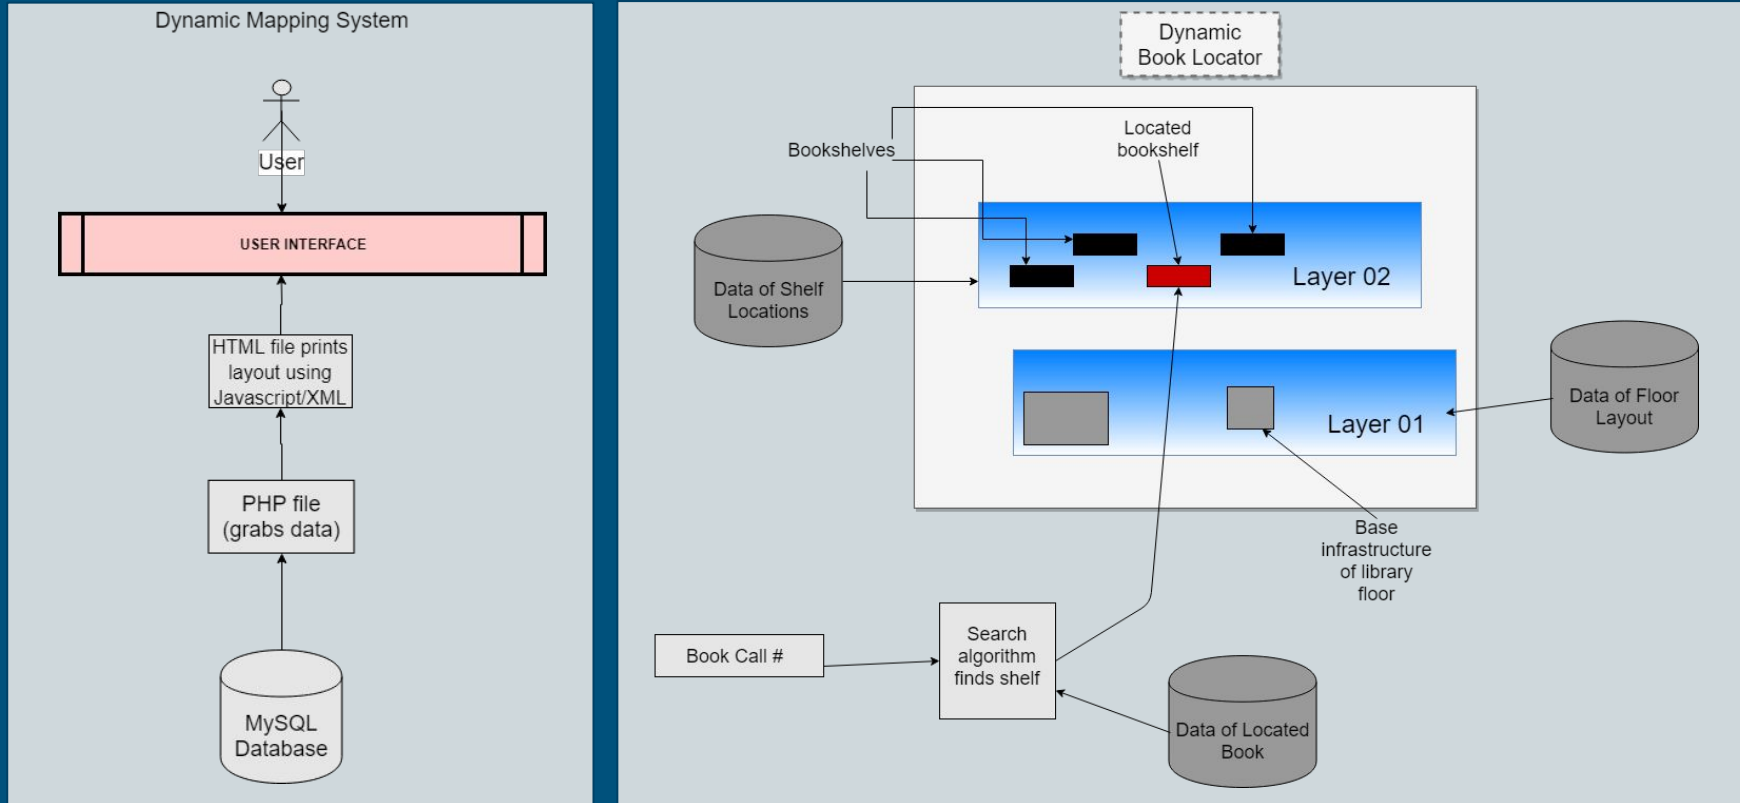 Dynamic Mapping System
User
USER INTERFACE
HTML file prints
layout using
Javascript/XML
PHP file
(grabs data)
MySQL
Database
Dynamic
Book Locator
Bookshelves
Located
bookshelf
Data of Shelf
Locations
Layer 02
Layer 01
Data of Floor
Layout
Base
infrastructure
of library
floor
Book Call #
Search
algorithm
finds shelf
Data of Located
Book